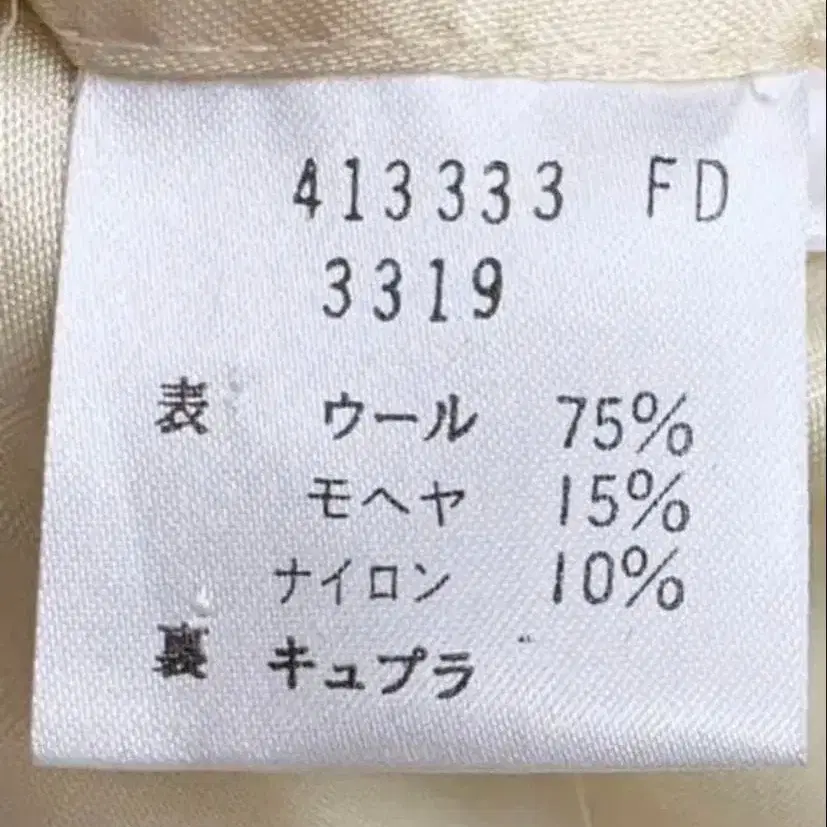 413333 FD
3319
表 ウール 75%
モヘヤ 15%
ナイロン 10%
裏 キュプラ